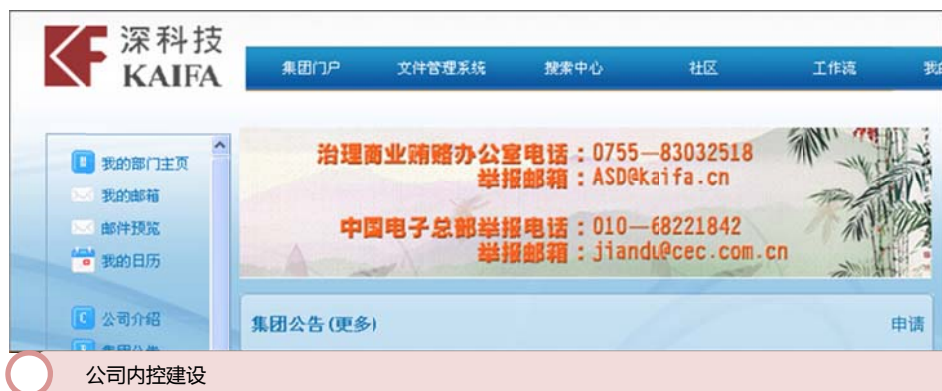 深科技
KAIFA
集团门户 文件管理系统 搜索中心 社区 工作流
我的部门主页
我的邮箱
邮件预览
我的日历
公司介绍
治理商业贿赂办公室电话：0755—83032518
举报邮箱：ASD@kaifa.cn
中国电子总部举报电话：010—68221842
举报邮箱：jiandu@cec.com.cn
集团公告(更多) 申请
公司内控建设